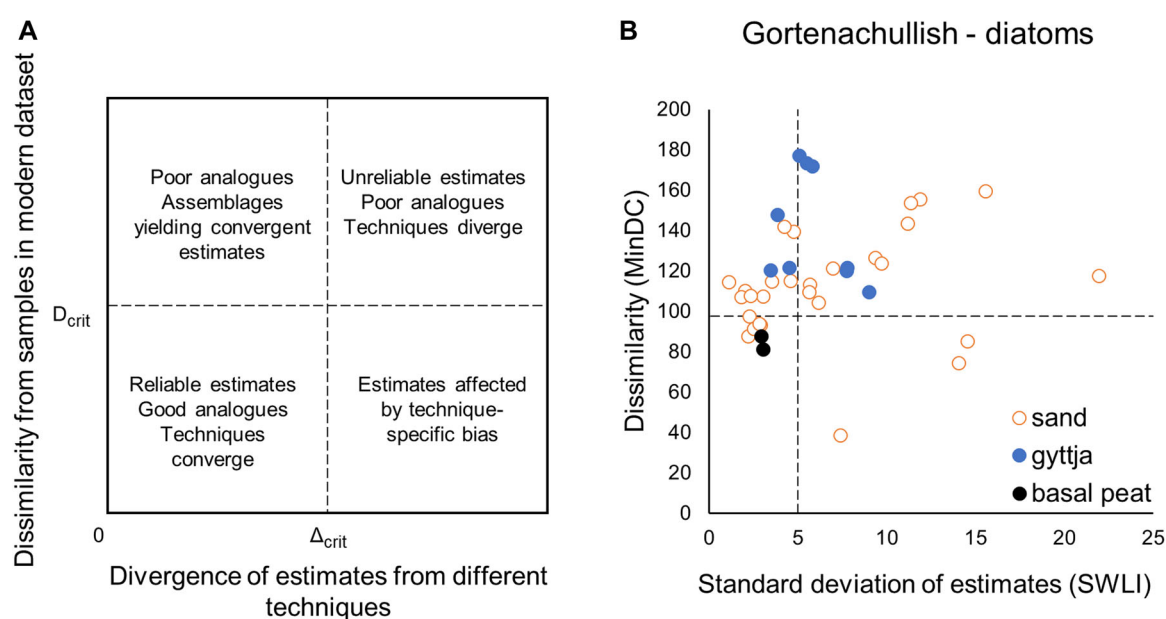 A
Dissimilarity from samples in modern dataset
Poor analogues
Assemblages
yielding convergent
estimates
Unreliable estimates
Poor analogues
Techniques diverge
Dcrit
Reliable estimates
Good analogues
Techniques
converge
Estimates affected
by technique-
specific bias
0
Δcrit
Divergence of estimates from different
techniques
B
Gortenachullish - diatoms
Dissimilarity (MinDC)
200
180
160
140
120
100
80
60
40
20
0
sand
gyttja
basal peat
0 5 10 15 20 25
Standard deviation of estimates (SWLI)